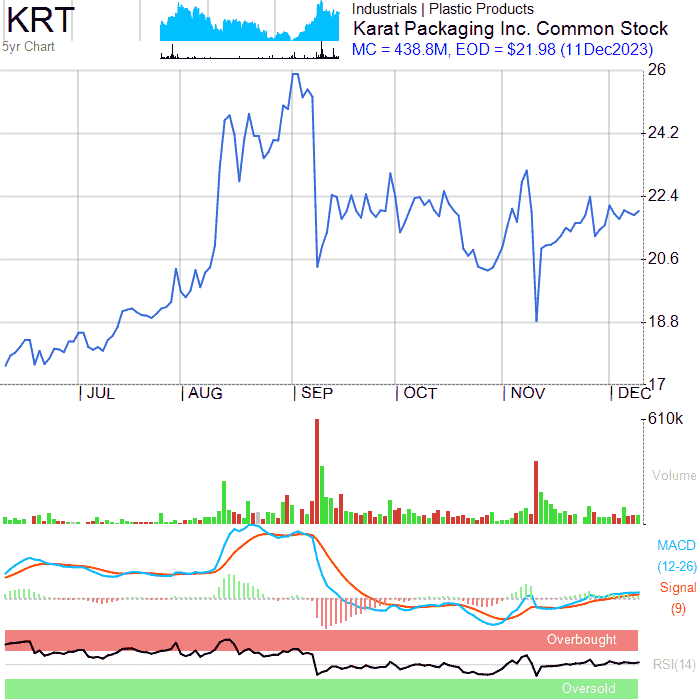 KRT
5yr Chart
Industrials | Plastic Products
Karat Packaging Inc. Common Stock
MC = 438.8M, EOD = $21.98 (11Dec2023)
26
24.2
22.4
20.6
18.8
17
JUL AUG SEP OCT NOV DEC
610k
Volume
MACD
(12-26)
Signal
(9)
Overbought
RSI(14)
Oversold